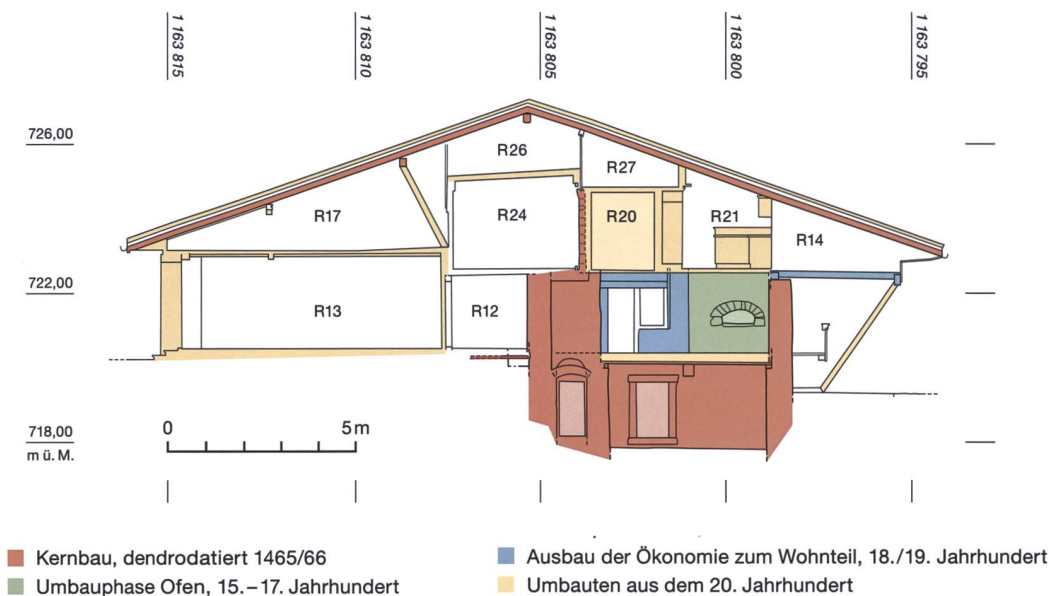 1 163 815
1 163 810
1 163 805
1 163 800
1 163 795
726,00
R26
R27
R17
R24
R20
R21
R14
722,00
R13
R12
718,00
m ü. M.
0
5 m
Kernbau, dendrodatiert 1465/66
Ausbau der Ökonomie zum Wohnteil, 18./19. Jahrhundert
Umbauphase Ofen, 15.–17. Jahrhundert
Umbauten aus dem 20. Jahrhundert